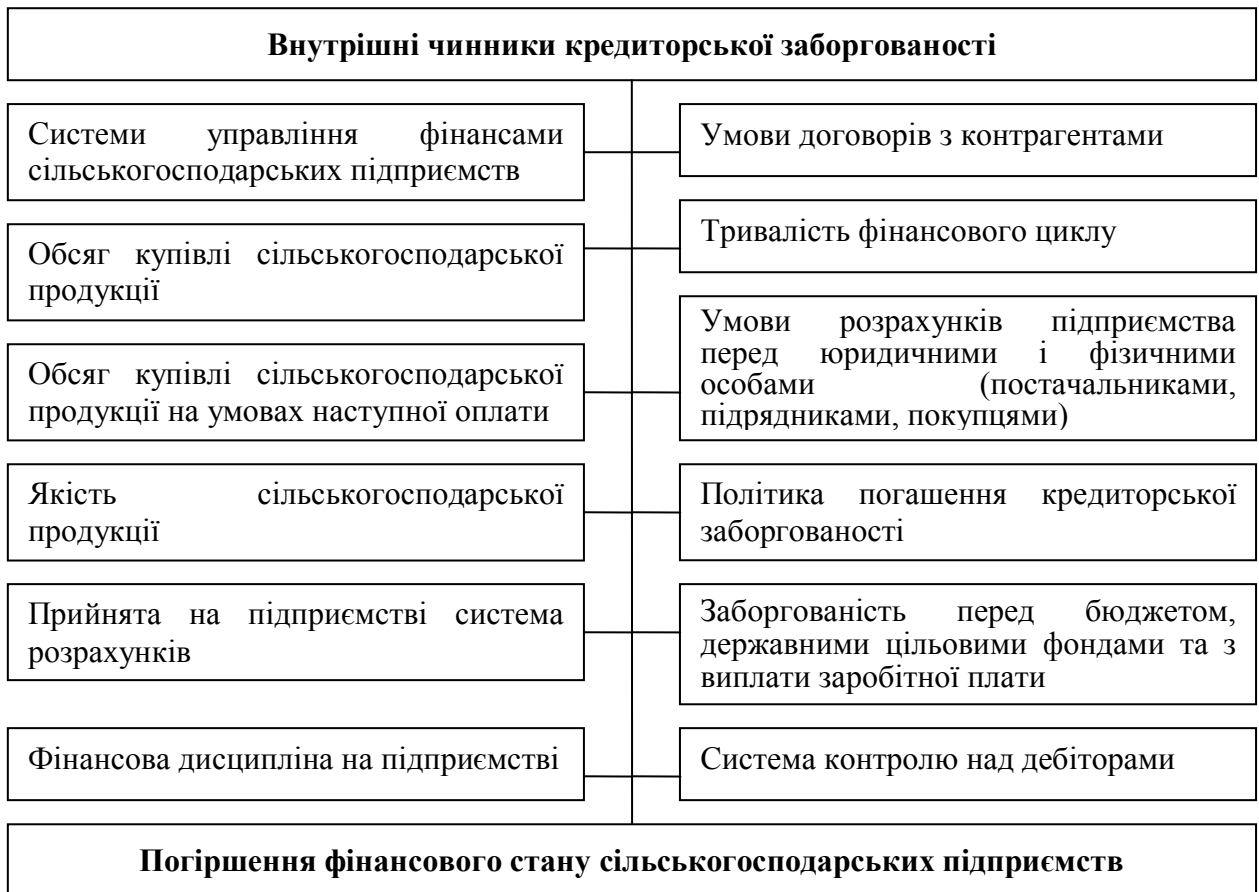 Внутрішні чинники кредиторської заборгованості
Системи управління фінансами
сільськогосподарських підприємств
Умови договорів з контрагентами
Обсяг купівлі сільськогосподарської
продукції
Тривалість фінансового циклу
Обсяг купівлі сільськогосподарської
продукції на умовах наступної оплати
Умови розрахунків підприємства
перед юридичними і фізичними
особами (постачальниками,
підрядниками, покупцями)
Якість сільськогосподарської
продукції
Політика погашення кредиторської
заборгованості
Прийнята на підприємстві система
розрахунків
Заборгованість перед бюджетом,
державними цільовими фондами та з
виплати заробітної плати
Фінансова дисципліна на підприємстві
Система контролю над дебіторами
Погіршення фінансового стану сільськогосподарських підприємств